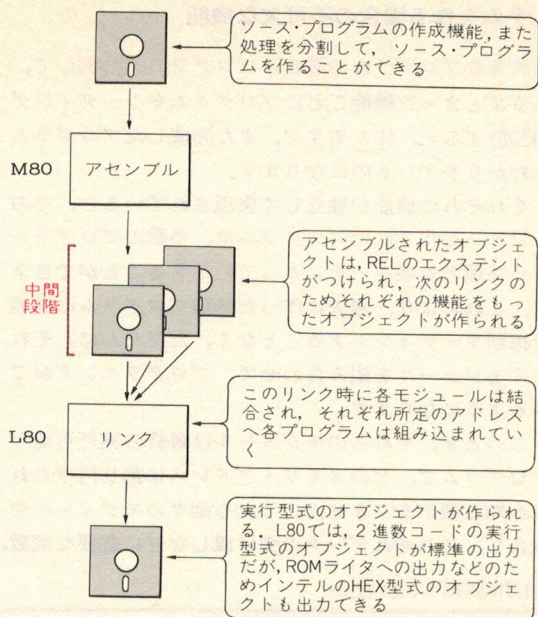 ソース・プログラムの作成機能，また
処理を分割して，ソース・プログラ
ムを作ることができる
M80
アセンブル
アセンブルされたオブジェ
クトは，RELのエクステント
がつけられ，次のリンクの
ためそれぞれの機能をもっ
たオブジェクトが作られる
中間
段階
このリンク時に各モジュールは結
合され，それぞれ所定のアドレス
へ各プログラムは組み込まれてい
く
L80
リンク
実行型式のオブジェクトが作られ
る．L80では，2進数コードの実行
型式のオブジェクトが標準の出力
だが，ROMライタへの出力などの
ためインテルのHEX型式のオブジ
ェクトも出力できる